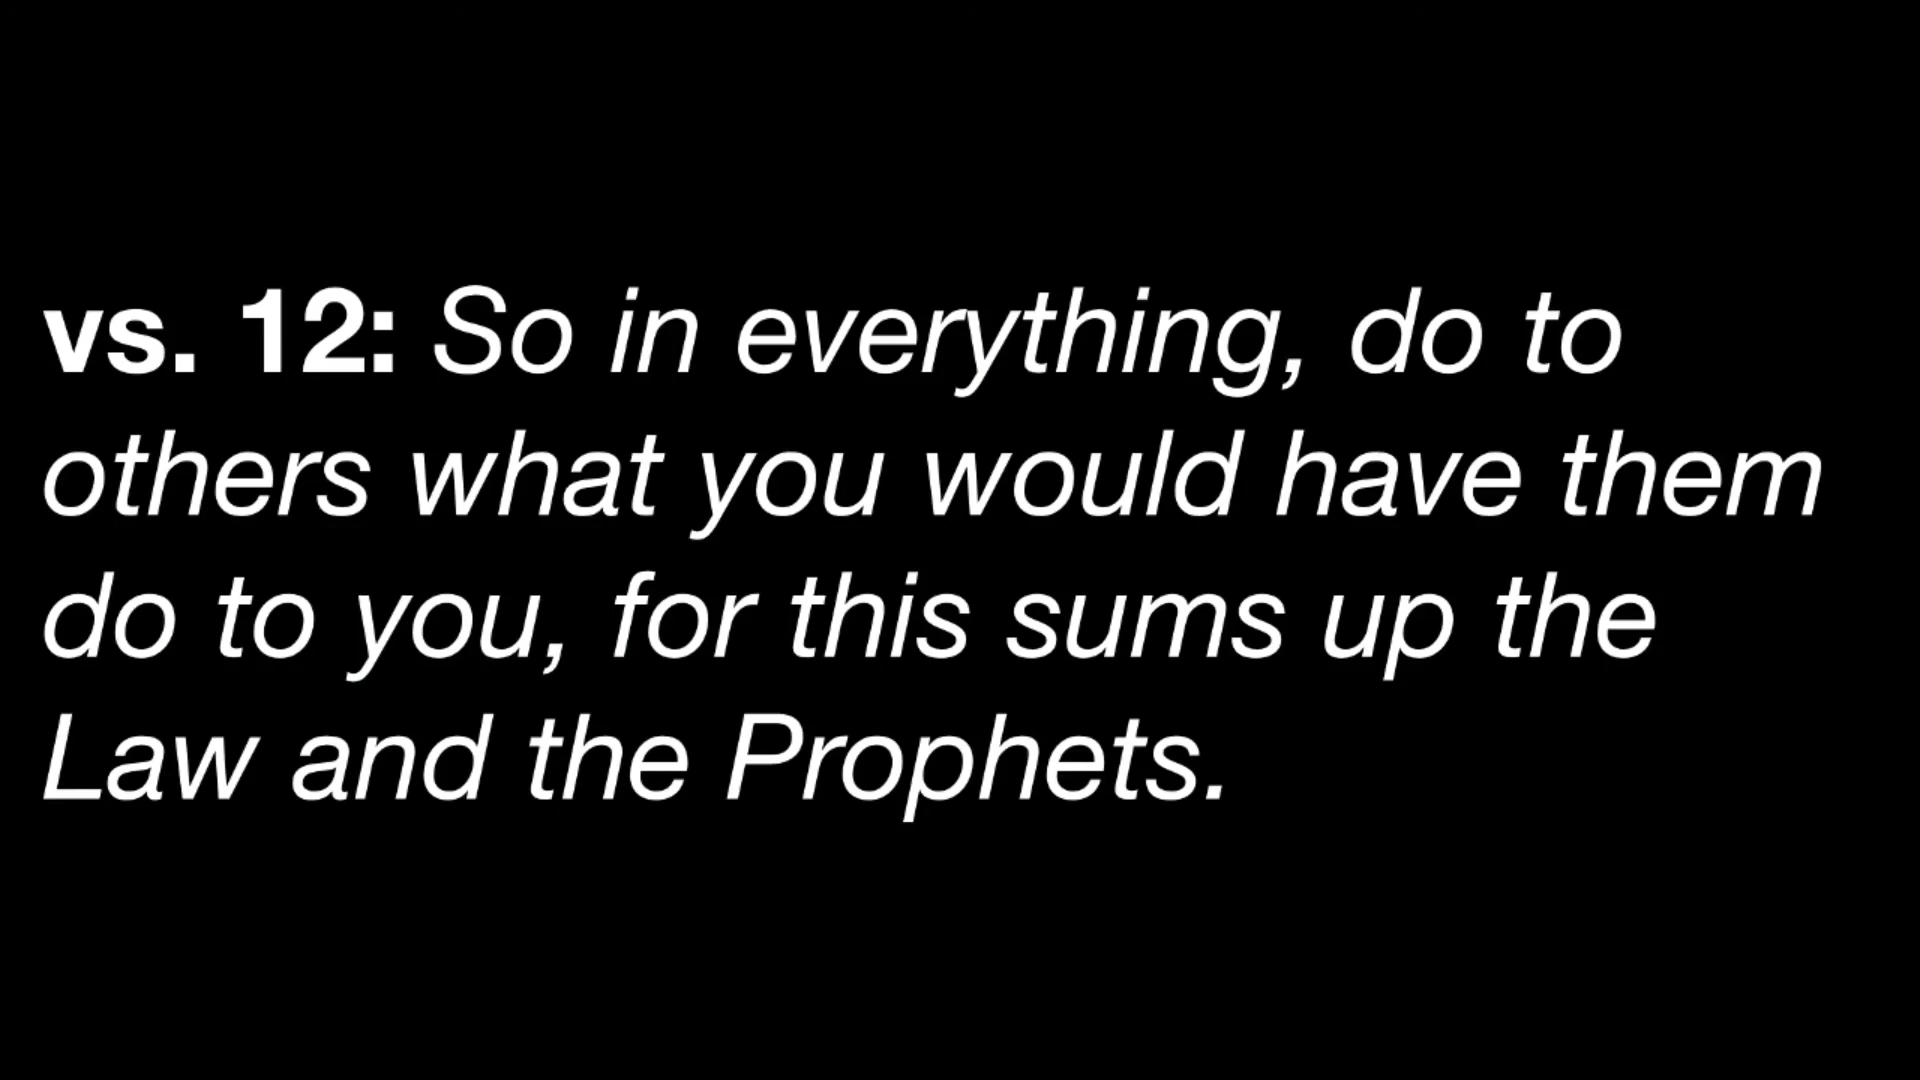 vs. 12: So in everything, do to
others what you would have them
do to you, for this sums up the
Law and the Prophets.